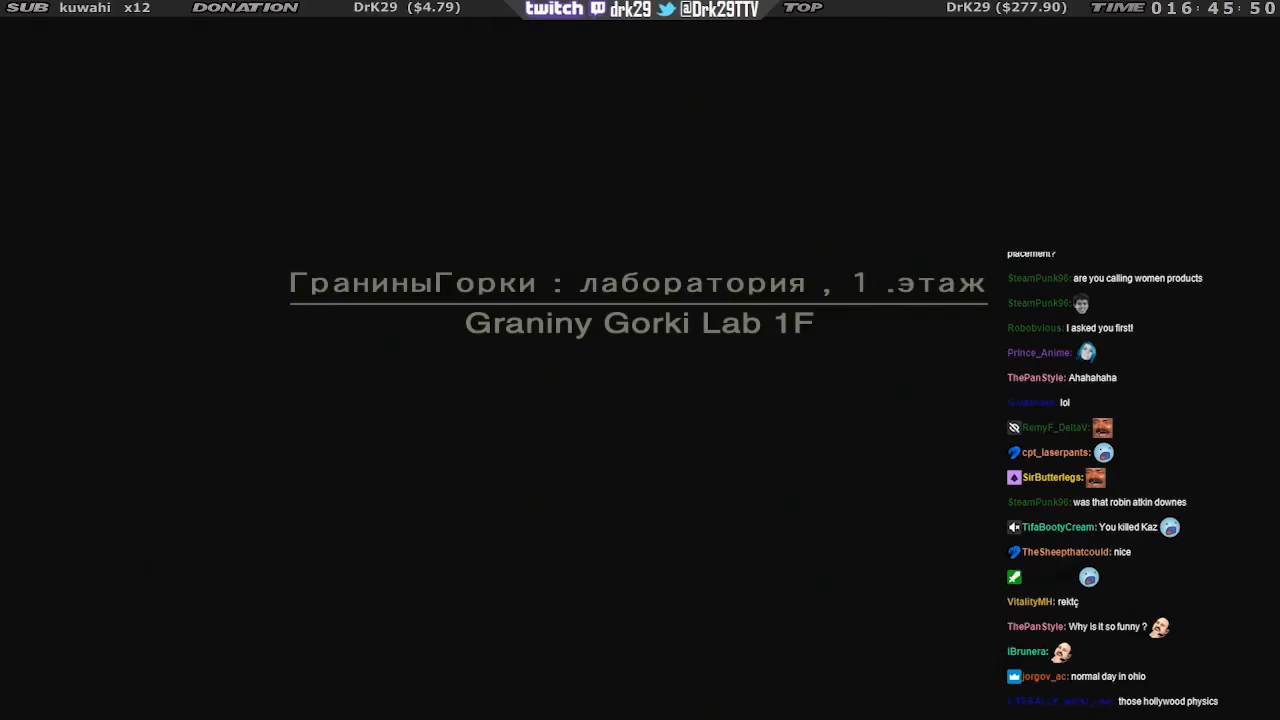 SUB kuwahi x12 DONATION DrK29 ($4.79) twitch drk29 @Drk29TTV TOP DrK29 ($277.90) TIME 016:45:50
ГраниныГорки : лаборатория , 1 .этаж
Graniny Gorki Lab 1F
placement?
SteamPunk96: are you calling women products
SteamPunk96:
Robobvious: I asked you first!
Prince_Anime:
ThePanStyle: Ahahahaha
lol
RemyF_DeltaV:
cpt_laserpants:
SirButterlegs:
SteamPunk96: was that robin atkin downes
TifaBootyCream: You killed Kaz
TheSheepthatcould: nice
VitalityMH: rektç
ThePanStyle: Why is it so funny ?
IBrunera:
jorgov_ac: normal day in ohio
those hollywood physics